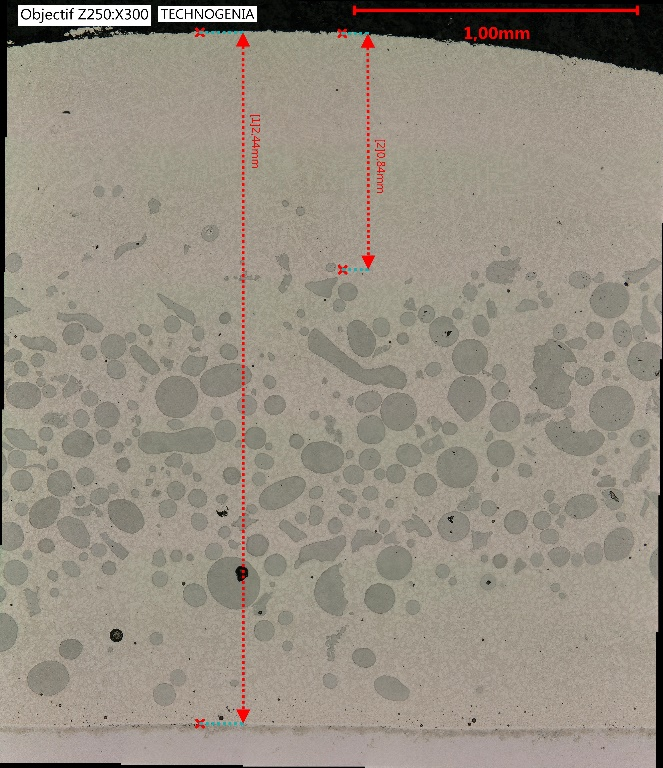 Objectif Z250:X300 TECHNOGENIA
1,00mm
[1]2,44mm
[2]0,84mm